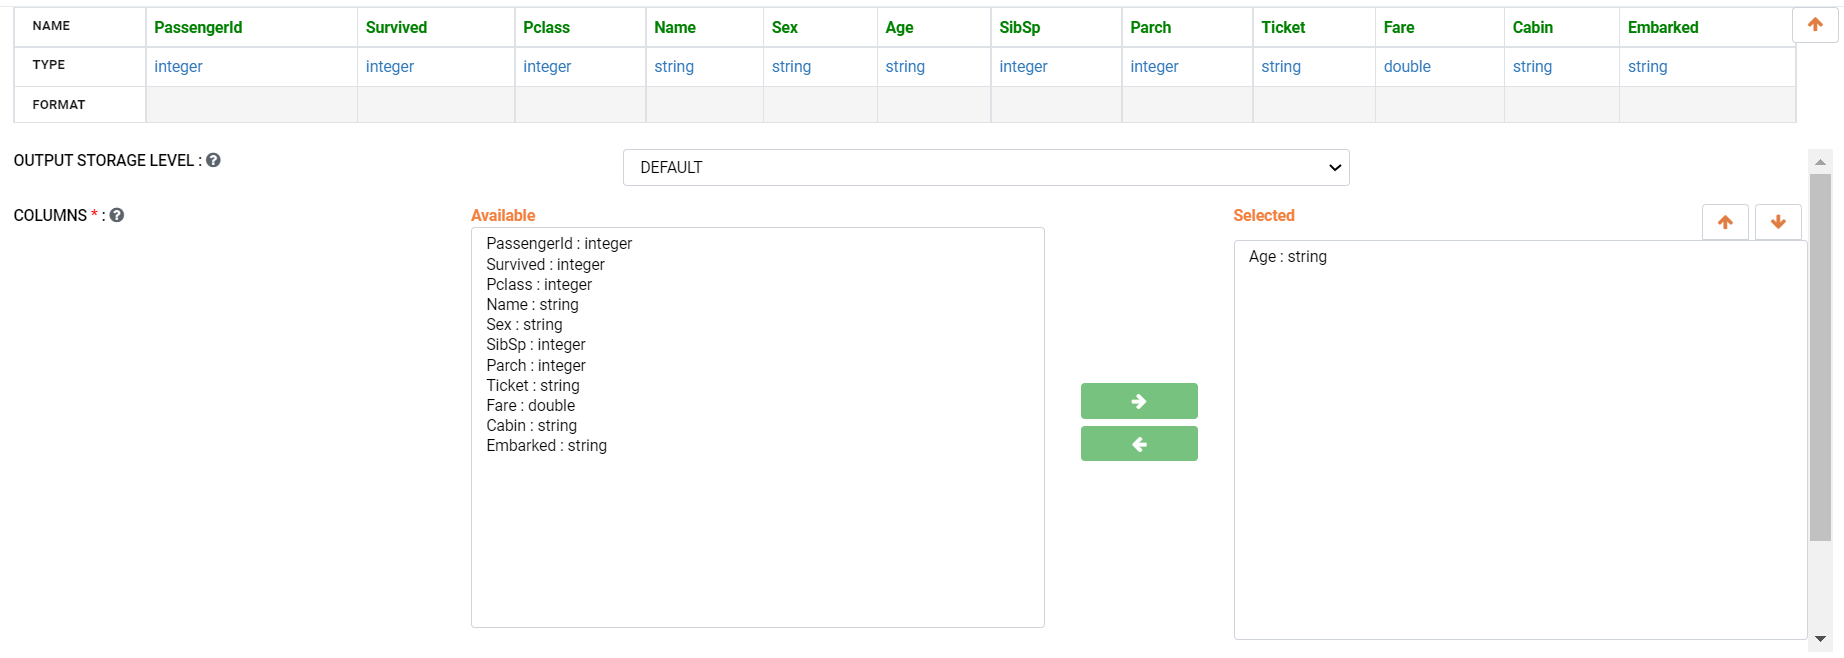 NAME PassengerId Survived Pclass Name Sex Age SibSp Parch Ticket Fare Cabin Embarked
TYPE integer integer integer string string string integer integer string double string string
FORMAT
OUTPUT STORAGE LEVEL : DEFAULT
COLUMNS * : Available Selected
PassengerId : integer
Survived : integer
Pclass : integer
Name : string
Sex : string
SibSp : integer
Parch : integer
Ticket : string
Fare : double
Cabin : string
Embarked : string
Age : string